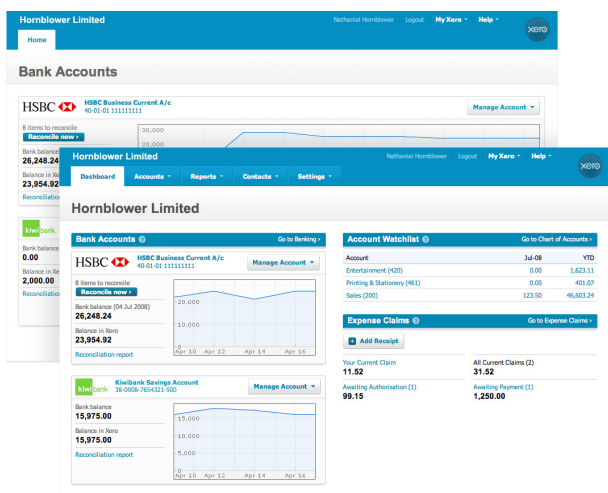 Hornblower Limited
Nathanial Hornblower Logout My Xero Help
xero
Home
Bank Accounts
HSBC
HSBC Business Current A/c
40-01-01 111111111
Manage Account
8 items to reconcile
Reconcile now ›
Bank balance
26,248.24
Balance in Xero
23,954.92
Reconciliation
30,000
20,000
kiwibank
Bank balance
0.00
Balance in Xe
2,000.00
Reconciliatio
Hornblower Limited
Nathanial Hornblower Logout My Xero Help
xero
Dashboard Accounts Reports Contacts Settings
Hornblower Limited
Bank Accounts ? Go to Banking ›
HSBC
HSBC Business Current A/c
40-01-01 111111111
Manage Account
8 items to reconcile
Reconcile now ›
Bank balance (04 Jul 2008)
26,248.24
Balance in Xero
23,954.92
Reconciliation report
20,000
10,000
0
Apr 10 Apr 12 Apr 14 Apr 16
kiwibank
Kiwibank Savings Account
38-0908-7654321-500
Manage Account
Bank balance
15,975.00
Balance in Xero
15,975.00
Reconciliation report
15,000
10,000
5,000
0
Apr 10 Apr 12 Apr 14 Apr 16
Account Watchlist ? Go to Chart of Accounts ›
Account Jul-08 YTD
Entertainment (420) 0.00 1,623.11
Printing & Stationery (461) 0.00 401.07
Sales (200) 123.50 46,603.24
Expense Claims ? Go to Expense Claims ›
+ Add Receipt
Your Current Claim
11.52
All Current Claims (2)
31.52
Awaiting Authorisation (1)
99.15
Awaiting Payment (1)
1,250.00